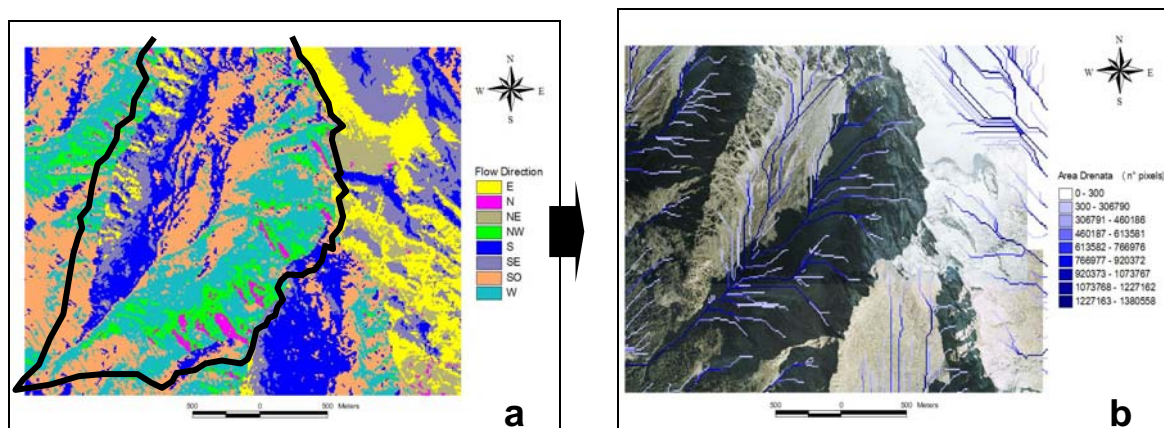 N
W E
S
Flow Direction
E
N
NE
NW
S
SE
SO
W
500 0 500 Meters
a
N
W E
S
Area Drenata (n° pixels)
0 - 300
300 - 306790
306791 - 460186
460187 - 613581
613582 - 766976
766977 - 920372
920373 - 1073767
1073768 - 1227162
1227163 - 1380558
500 0 500 Meters
b